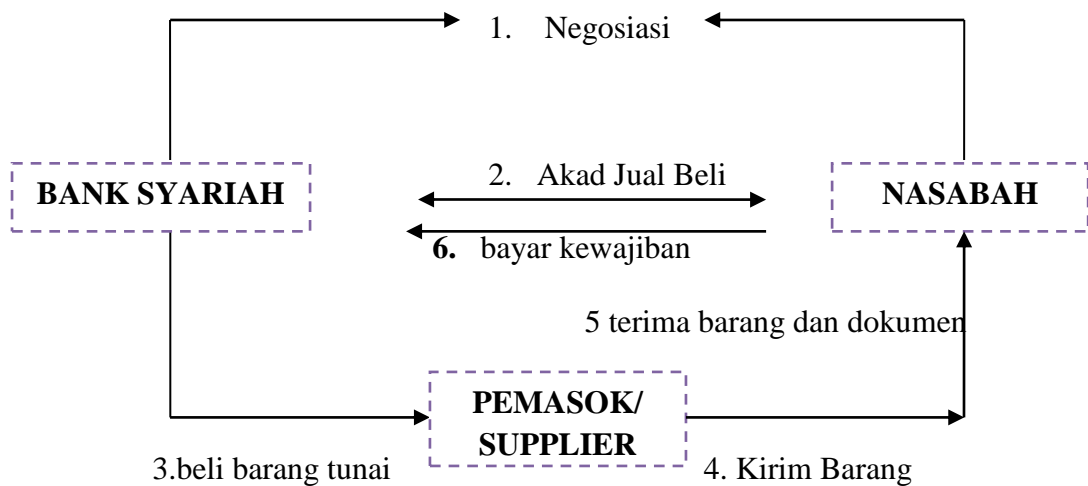 1. Negosiasi
BANK SYARIAH
2. Akad Jual Beli
NASABAH
6. bayar kewajiban
5 terima barang dan dokumen
PEMASOK/
SUPPLIER
3.beli barang tunai
4. Kirim Barang